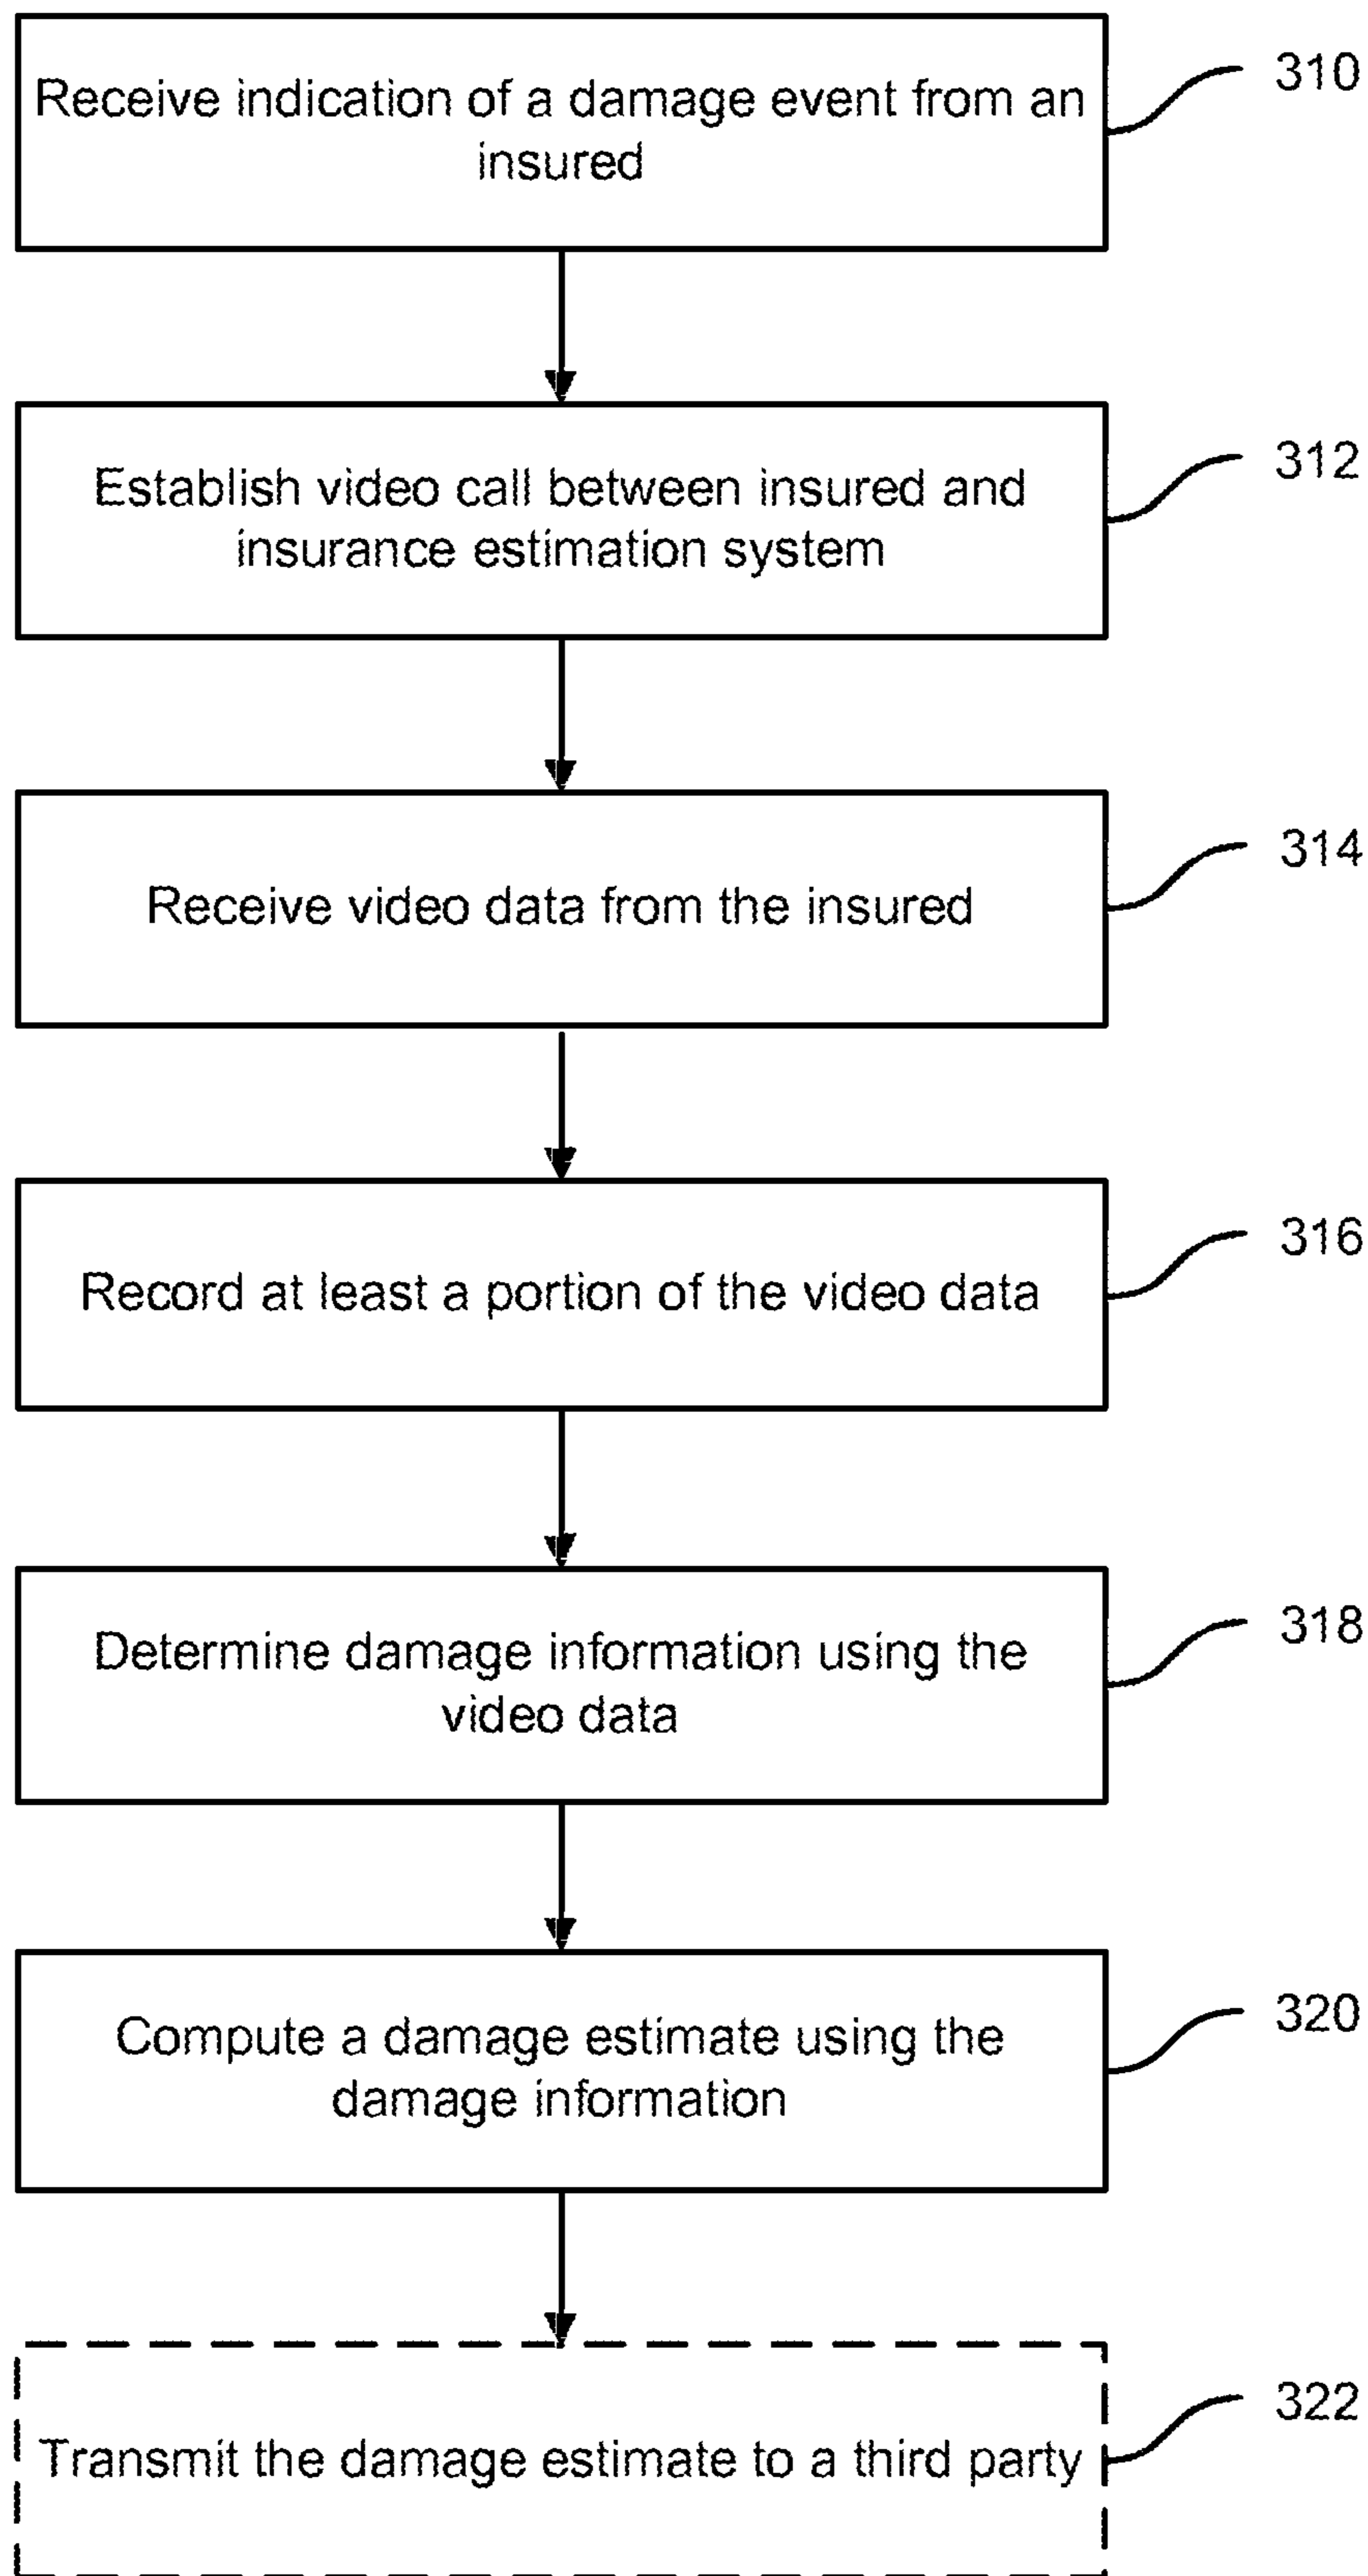 Receive indication of a damage event from an
insured
310
Establish video call between insured and
insurance estimation system
312
Receive video data from the insured
314
Record at least a portion of the video data
316
Determine damage information using the
video data
318
Compute a damage estimate using the
damage information
320
Transmit the damage estimate to a third party
322